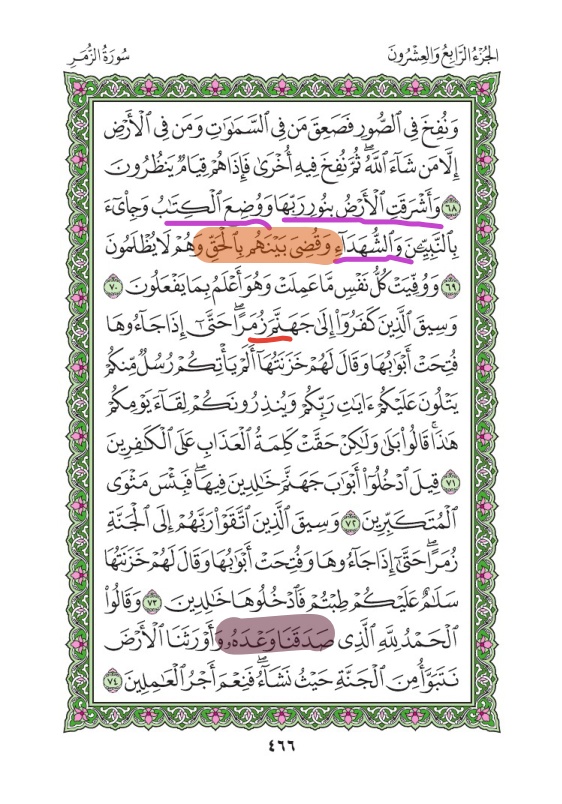 الجُزْءُ الرَّابِعُ وَالعِشْرُونَ سُورَةُ الزُّمَرِ
وَنُفِخَ فِي ٱلصُّورِ فَصَعِقَ مَن فِي ٱلسَّمَٰوَٰتِ وَمَن فِي ٱلْأَرْضِ
إِلَّا مَن شَآءَ ٱللَّهُۖ ثُمَّ نُفِخَ فِيهِ أُخْرَىٰ فَإِذَا هُمْ قِيَامٌ يَنظُرُونَ
٦٨ وَأَشْرَقَتِ ٱلْأَرْضُ بِنُورِ رَبِّهَا وَوُضِعَ ٱلْكِتَٰبُ وَجِا۟ىٓءَ
بِٱلنَّبِيِّـۧنَ وَٱلشُّهَدَآءِ وَقُضِيَ بَيْنَهُم بِٱلْحَقِّ وَهُمْ لَا يُظْلَمُونَ
٦٩ وَوُفِّيَتْ كُلُّ نَفْسٍ مَّا عَمِلَتْ وَهُوَ أَعْلَمُ بِمَا يَفْعَلُونَ ٧٠
وَسِيقَ ٱلَّذِينَ كَفَرُوٓا۟ إِلَىٰ جَهَنَّمَ زُمَرًاۖ حَتَّىٰٓ إِذَا جَآءُوهَا
فُتِحَتْ أَبْوَٰبُهَا وَقَالَ لَهُمْ خَزَنَتُهَآ أَلَمْ يَأْتِكُمْ رُسُلٌ مِّنكُمْ
يَتْلُونَ عَلَيْكُمْ ءَايَٰتِ رَبِّكُمْ وَيُنذِرُونَكُمْ لِقَآءَ يَوْمِكُمْ
هَٰذَاۚ قَالُوا۟ بَلَىٰ وَلَٰكِنْ حَقَّتْ كَلِمَةُ ٱلْعَذَابِ عَلَى ٱلْكَٰفِرِينَ
٧١ قِيلَ ٱدْخُلُوٓا۟ أَبْوَٰبَ جَهَنَّمَ خَٰلِدِينَ فِيهَاۖ فَبِئْسَ مَثْوَى
ٱلْمُتَكَبِّرِينَ ٧٢ وَسِيقَ ٱلَّذِينَ ٱتَّقَوْا۟ رَبَّهُمْ إِلَى ٱلْجَنَّةِ
زُمَرًاۖ حَتَّىٰٓ إِذَا جَآءُوهَا وَفُتِحَتْ أَبْوَٰبُهَا وَقَالَ لَهُمْ خَزَنَتُهَا
سَلَٰمٌ عَلَيْكُمْ طِبْتُمْ فَٱدْخُلُوهَا خَٰلِدِينَ ٧٣ وَقَالُوا۟
ٱلْحَمْدُ لِلَّهِ ٱلَّذِي صَدَقَنَا وَعْدَهُۥ وَأَوْرَثَنَا ٱلْأَرْضَ
نَتَبَوَّأُ مِنَ ٱلْجَنَّةِ حَيْثُ نَشَآءُۖ فَنِعْمَ أَجْرُ ٱلْعَٰمِلِينَ ٧٤
٤٦٦